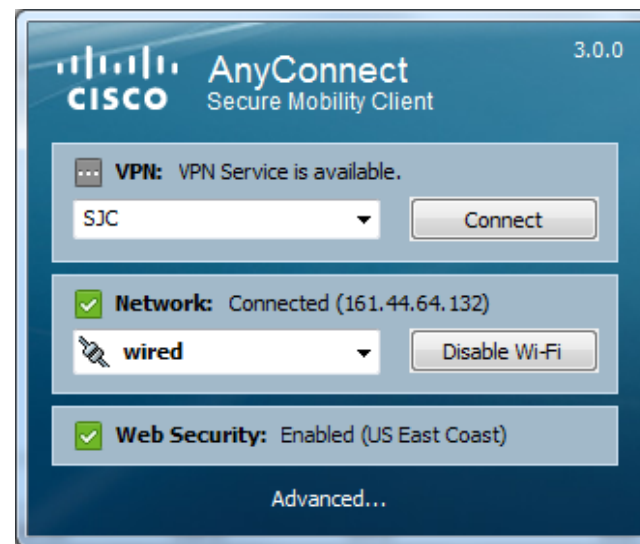 3.0.0
CISCO
AnyConnect
Secure Mobility Client
VPN: VPN Service is available.
SJC
Connect
Network: Connected (161.44.64.132)
wired
Disable Wi-Fi
Web Security: Enabled (US East Coast)
Advanced...